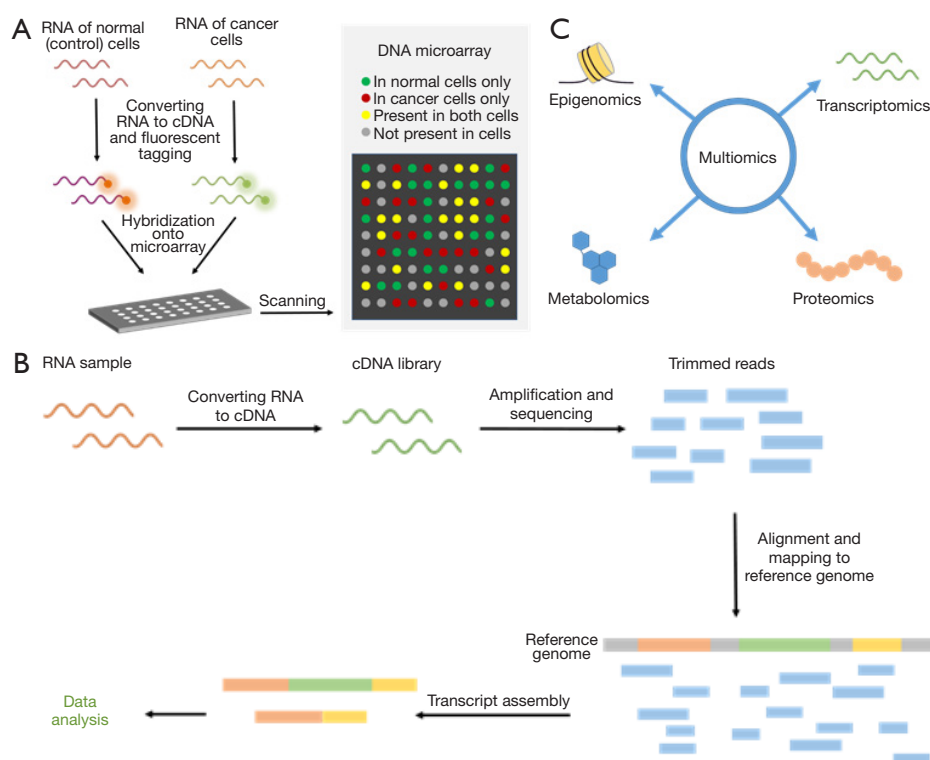 A
RNA of normal
(control) cells
RNA of cancer
cells
Converting
RNA to cDNA
and fluorescent
tagging
Hybridization
onto
microarray
Scanning
DNA microarray
In normal cells only
In cancer cells only
Present in both cells
Not present in cells
C
Epigenomics
Transcriptomics
Multiomics
Metabolomics
Proteomics
B
RNA sample
Converting RNA
to cDNA
cDNA library
Amplification and
sequencing
Trimmed reads
Alignment and
mapping to
reference genome
Reference
genome
Transcript assembly
Data
analysis